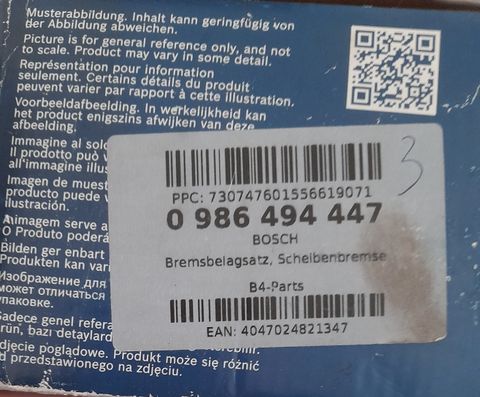 Musterabbildung. Inhalt kann geringfügig von
der Abbildung abweichen.
Picture is for general reference only, and not
to scale. Product may vary in some detail.
Représentation pour information
seulement. Certains détails du produit
peuvent varier par rapport à cette illustration.
Voorbeeldafbeelding. In werkelijkheid kan
het product enigszins afwijken van deze
afbeelding.
Immagine al solo
Il prodotto può v
all'immagine illus
Imagen de muest
producto puede v
ilustración.
A imagem serve a
O Produto poderá
Bilden ger enbart
Produkten kan vari
Изображение для
может отличаться
упаковке.
Sadece genel refera
ürün, bazı detaylard
djęcie poglądowe. Produkt może się różnić
d przedstawionego na zdjęciu.
3
PPC: 730747601556619071
0 986 494 447
BOSCH
Bremsbelagsatz, Scheibenbremse
B4-Parts
EAN: 4047024821347